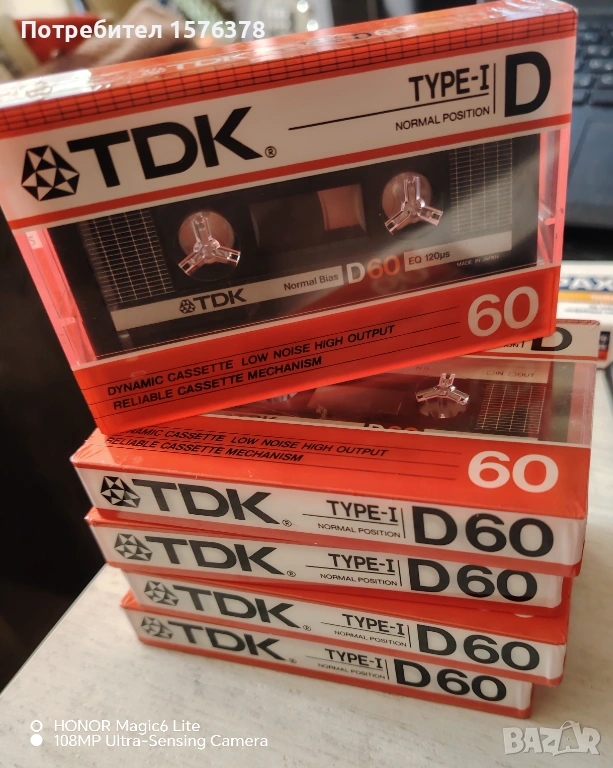 Потребител 1576378
TDK® TYPE-I D
NORMAL POSITION
TDK Normal Bias D60 EQ 120µs
MADE IN JAPAN
DYNAMIC CASSETTE LOW NOISE HIGH OUTPUT
RELIABLE CASSETTE MECHANISM
60
D
DYNAMIC CASSETTE LOW NOISE HIGH OUTPUT
RELIABLE CASSETTE MECHANISM
60
TDK® TYPE-I D60
NORMAL POSITION
TDK® TYPE-I D60
NORMAL POSITION
TDK® TYPE-I D60
NORMAL POSITION
TDK® TYPE-I D60
NORMAL POSITION
HONOR Magic6 Lite
108MP Ultra-Sensing Camera
BAZAR